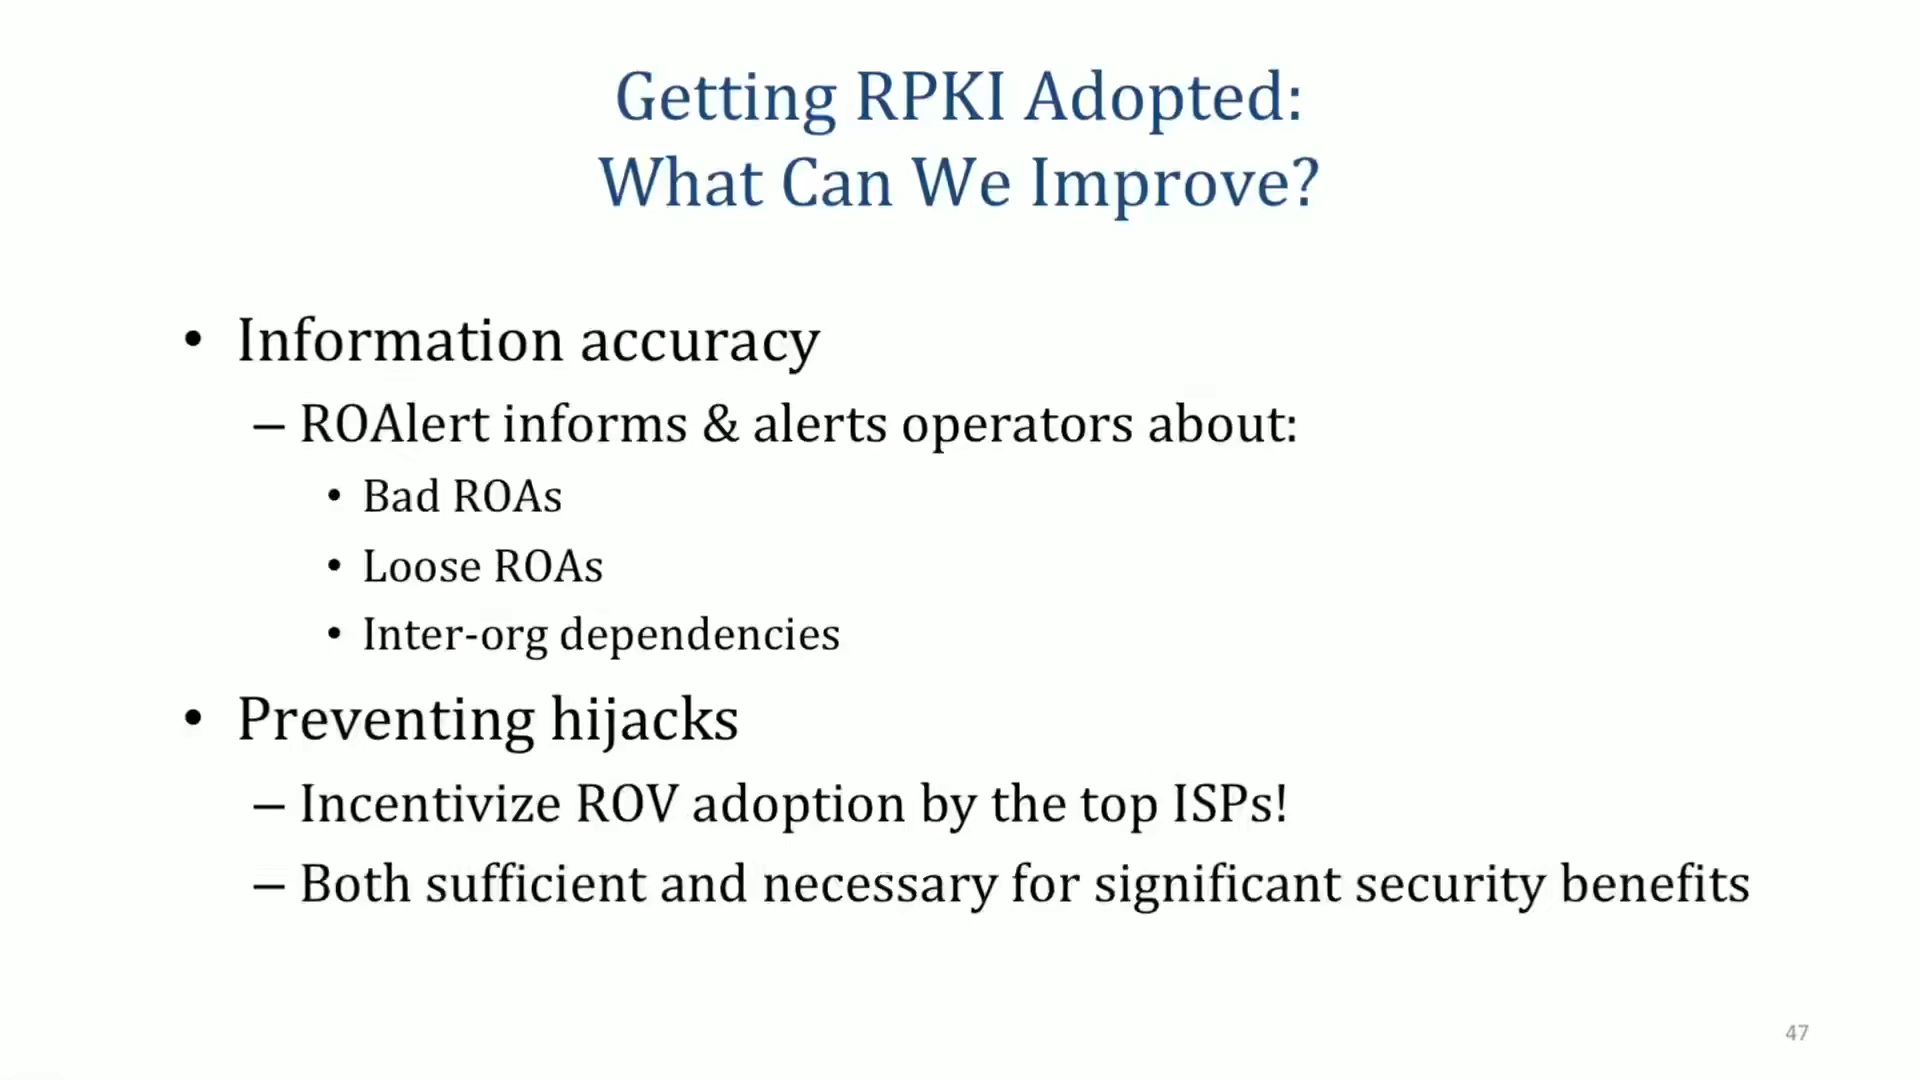 Getting RPKI Adopted:
What Can We Improve?
• Information accuracy
– ROAlert informs & alerts operators about:
• Bad ROAs
• Loose ROAs
• Inter-org dependencies
• Preventing hijacks
– Incentivize ROV adoption by the top ISPs!
– Both sufficient and necessary for significant security benefits
47